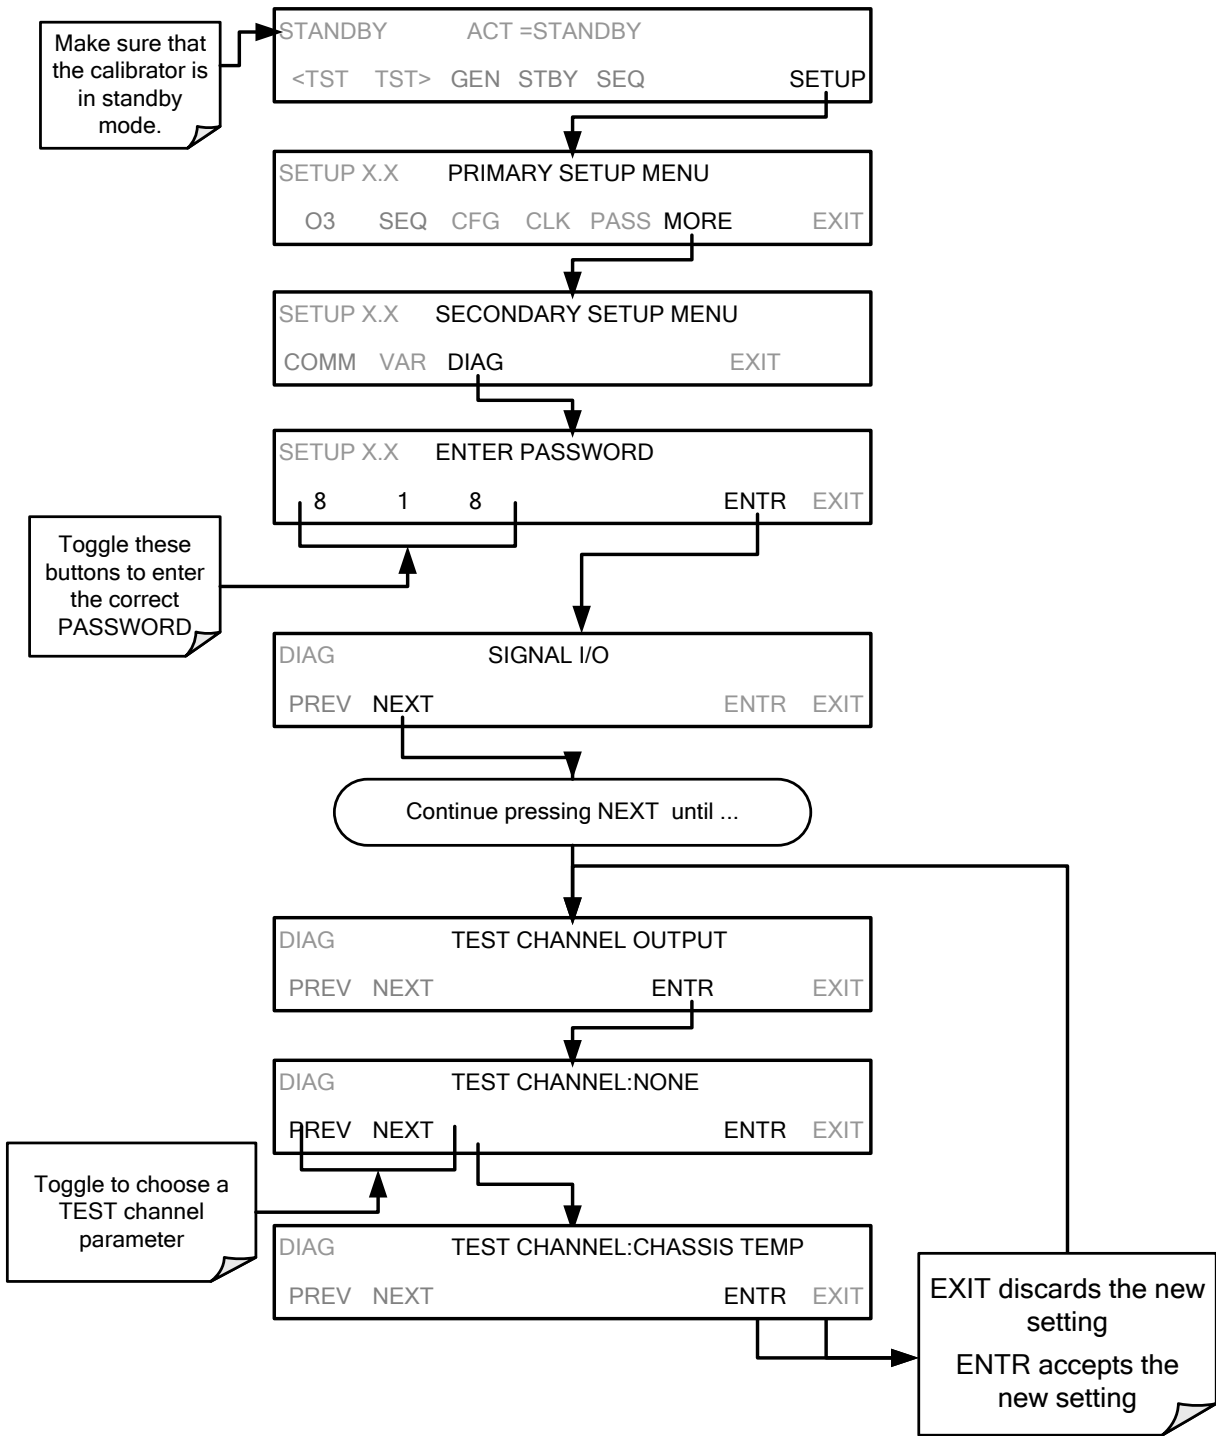 Make sure that
the calibrator is
in standby
mode.
STANDBY ACT =STANDBY
<TST TST> GEN STBY SEQ SETUP
SETUP X.X PRIMARY SETUP MENU
O3 SEQ CFG CLK PASS MORE EXIT
SETUP X.X SECONDARY SETUP MENU
COMM VAR DIAG EXIT
SETUP X.X ENTER PASSWORD
8 1 8 ENTR EXIT
Toggle these
buttons to enter
the correct
PASSWORD
DIAG SIGNAL I/O
PREV NEXT ENTR EXIT
Continue pressing NEXT until ...
DIAG TEST CHANNEL OUTPUT
PREV NEXT ENTR EXIT
DIAG TEST CHANNEL:NONE
PREV NEXT ENTR EXIT
Toggle to choose a
TEST channel
parameter
DIAG TEST CHANNEL:CHASSIS TEMP
PREV NEXT ENTR EXIT
EXIT discards the new
setting
ENTR accepts the
new setting